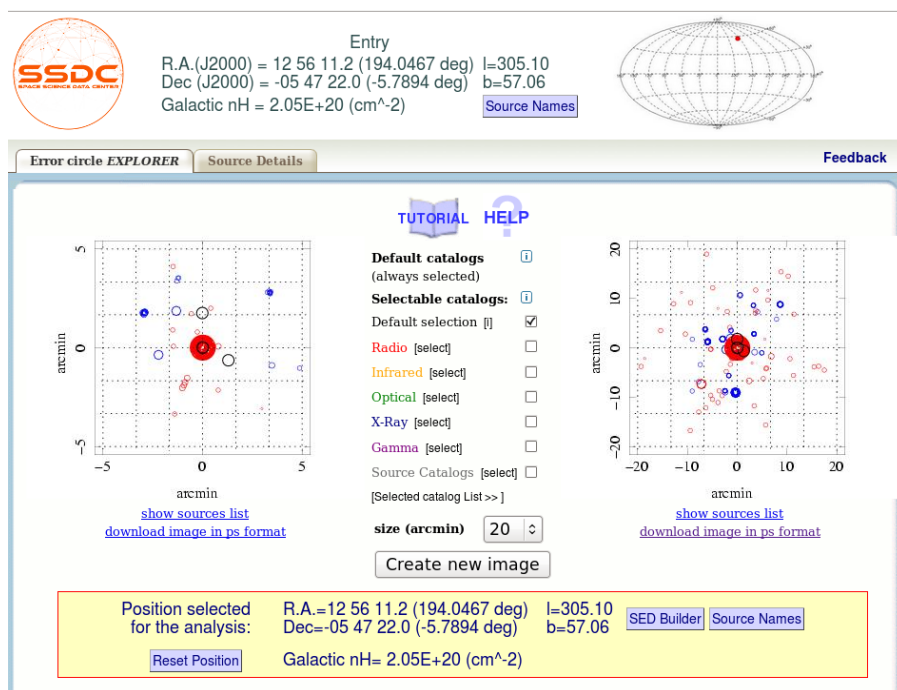 SSDC
SPACE SCIENCE DATA CENTER
Entry
R.A.(J2000) = 12 56 11.2 (194.0467 deg) l=305.10
Dec (J2000) = -05 47 22.0 (-5.7894 deg) b=57.06
Galactic nH = 2.05E+20 (cm^-2)
Source Names
Error circle EXPLORER
Source Details
Feedback
TUTORIAL
?
HELP
Default catalogs i
(always selected)
Selectable catalogs: i
Default selection [i]
Radio [select]
Infrared [select]
Optical [select]
X-Ray [select]
Gamma [select]
Source Catalogs [select]
[Selected catalog List >> ]
size (arcmin) 20
Create new image
5
0
−5
arcmin
−5 0 5
arcmin
show sources list
download image in ps format
20
10
0
−10
−20
arcmin
−20 −10 0 10 20
arcmin
show sources list
download image in ps format
Position selected
for the analysis:
R.A.=12 56 11.2 (194.0467 deg) l=305.10
Dec=-05 47 22.0 (-5.7894 deg) b=57.06
SED Builder
Source Names
Reset Position
Galactic nH= 2.05E+20 (cm^-2)